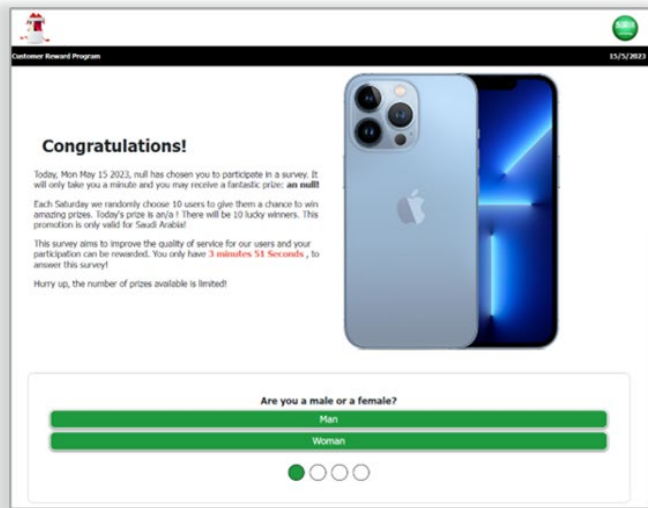 Customer Reward Program
15/5/2023
Congratulations!
Today, Mon May 15 2023, null has chosen you to participate in a survey. It
will only take you a minute and you may receive a fantastic prize: an null!
Each Saturday we randomly choose 10 users to give them a chance to win
amazing prizes. Today's prize is an/a ! There will be 10 lucky winners. This
promotion is only valid for Saudi Arabia!
This survey aims to improve the quality of service for our users and your
participation can be rewarded. You only have 3 minutes 51 Seconds , to
answer this survey!
Hurry up, the number of prizes available is limited!
Are you a male or a female?
Man
Woman